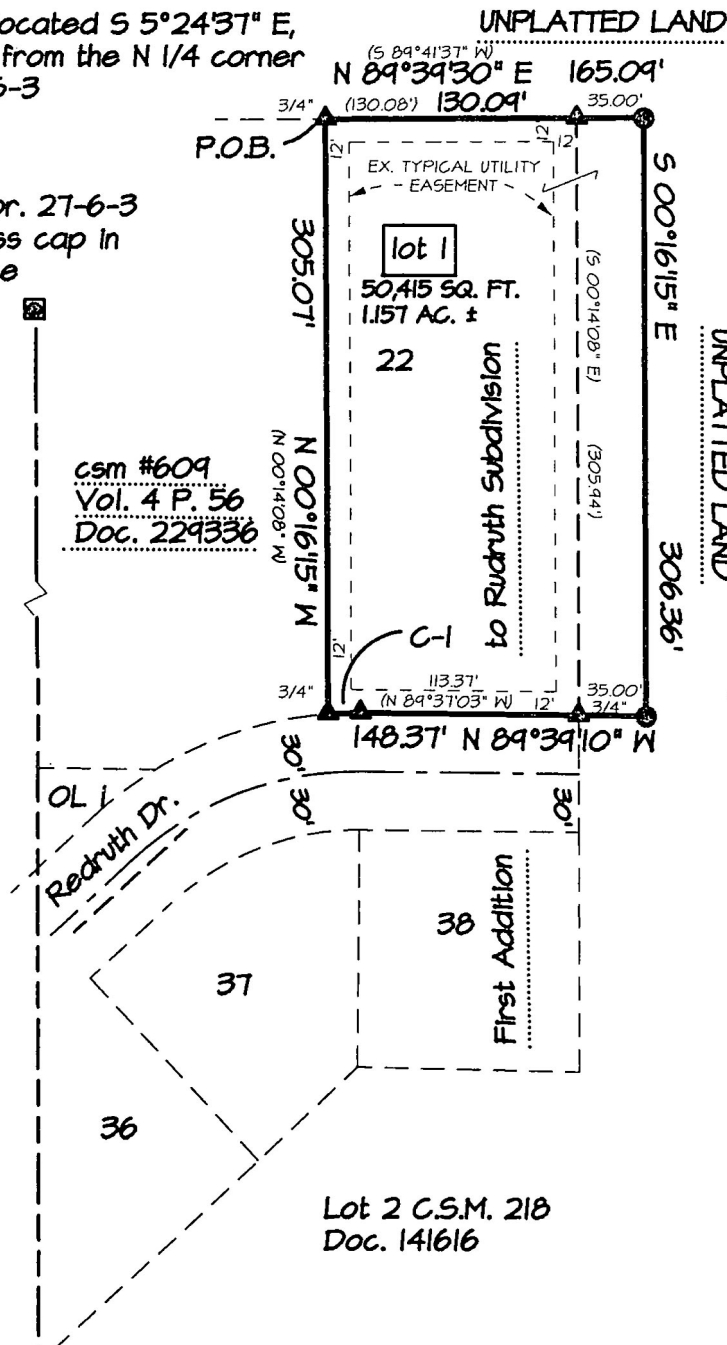 ocated S 5°24'37" E,
from the N 1/4 corner
6-3
UNPLATTED LAND
(S 89°41'37" W)
N 89°39'30" E 165.09'
3/4" (130.08') 130.09' 35.00'
P.O.B.
12' 12' 12'
EX. TYPICAL UTILITY
EASEMENT
or. 27-6-3
ss cap in
e
lot 1
50,415 SQ. FT.
1.157 AC. ±
22
305.07'
N 00°16'15" W
(N 00°14'08" W)
to Rudruth Subdivision
(S 00°14'08" E)
(305.94')
S 00°16'15" E
306.36'
UNPLATTED LAND
csm #609
Vol. 4 P. 56
Doc. 229336
C-1
12'
3/4" 113.37' 35.00'
(N 89°37'03" W) 12' 3/4"
148.37' N 89°39'10" W
30'
30'
30'
OL 1
Redruth Dr.
38
First Addition
37
36
Lot 2 C.S.M. 218
Doc. 141616